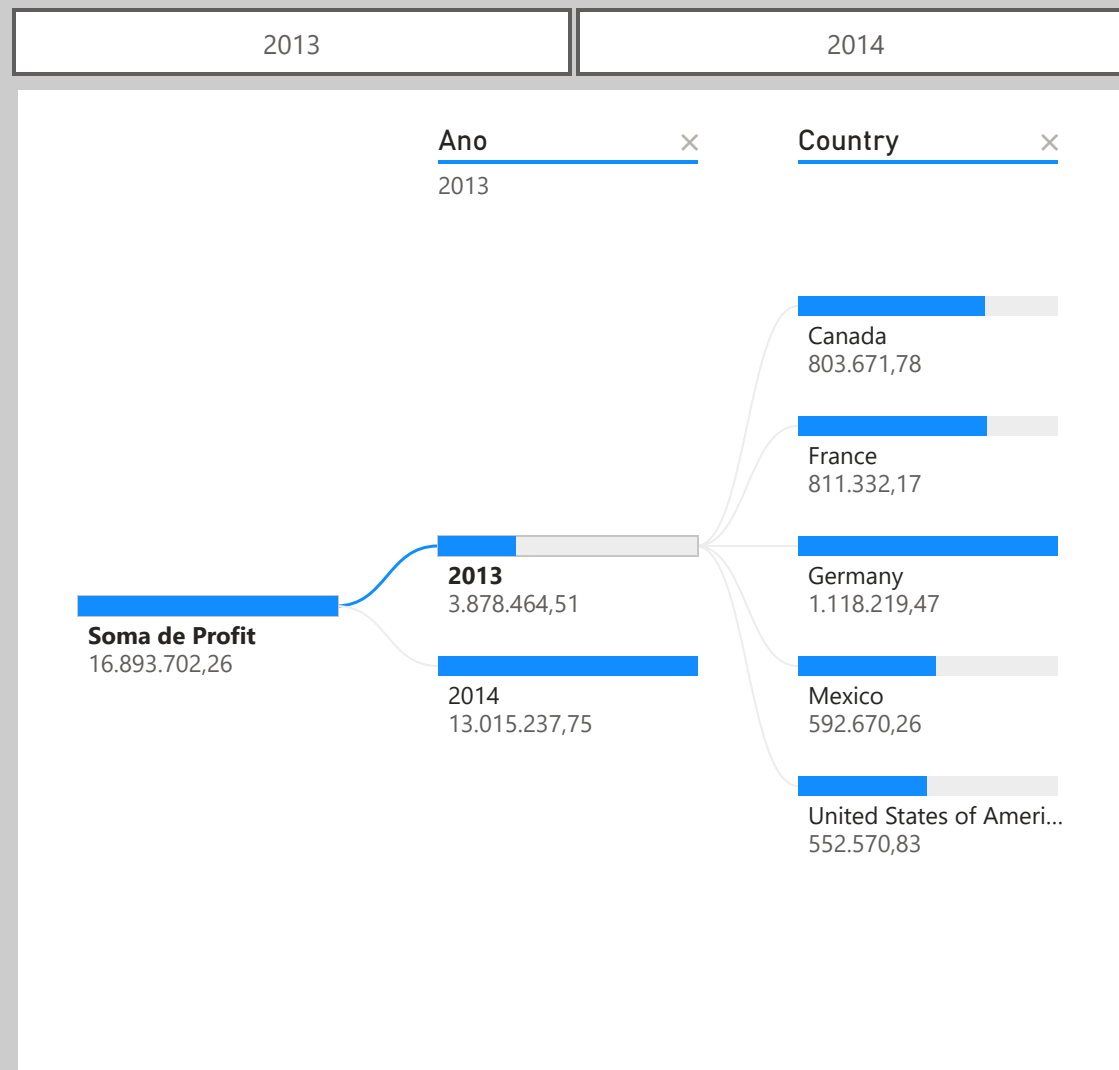 2013
2014
Ano
2013
Country
Canada
803.671,78
France
811.332,17
2013
3.878.464,51
Germany
1.118.219,47
Soma de Profit
16.893.702,26
2014
13.015.237,75
Mexico
592.670,26
United States of Ameri...
552.570,83